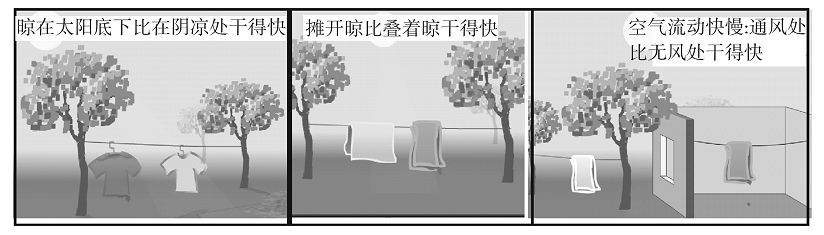 晾在太阳底下比在阴凉处干得快
摊开晾比叠着晾干得快
空气流动快慢:通风处
比无风处干得快